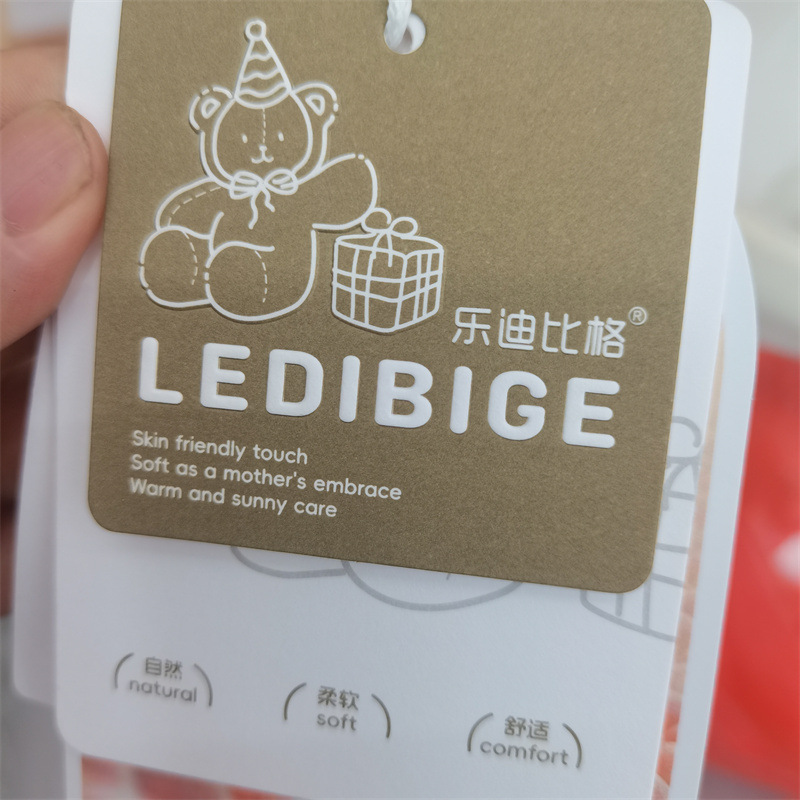 乐迪比格®
LEDIBIGE
Skin friendly touch
Soft as a mother's embrace
Warm and sunny care
自然
natural
柔软
soft
舒适
comfort